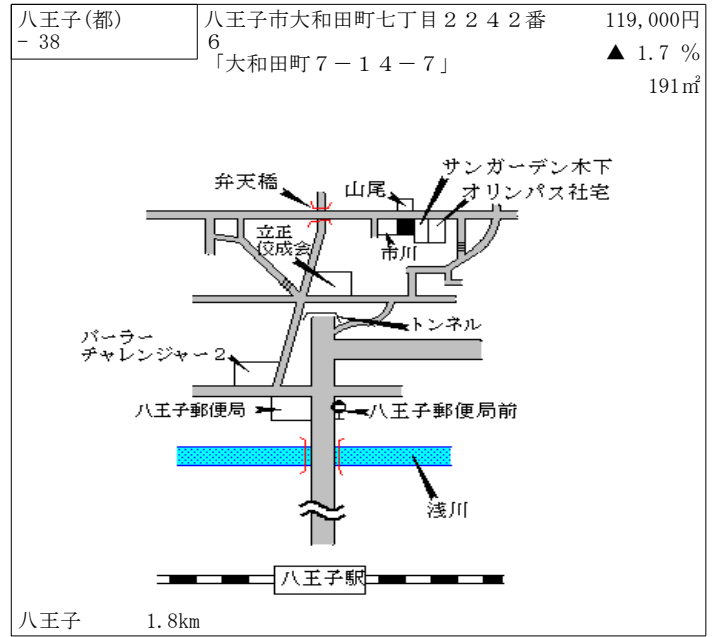 八王子(都)
- 38
八王子市大和田町七丁目２２４２番
6
「大和田町７－１４－７」
119,000円
▲ 1.7 %
191㎡
サンガーデン木下
弁天橋
山尾
オリンパス社宅
立正
佼成会
市川
トンネル
パーラー
チャレンジャー２
八王子郵便局
八王子郵便局前
浅川
八王子駅
八王子 1.8km